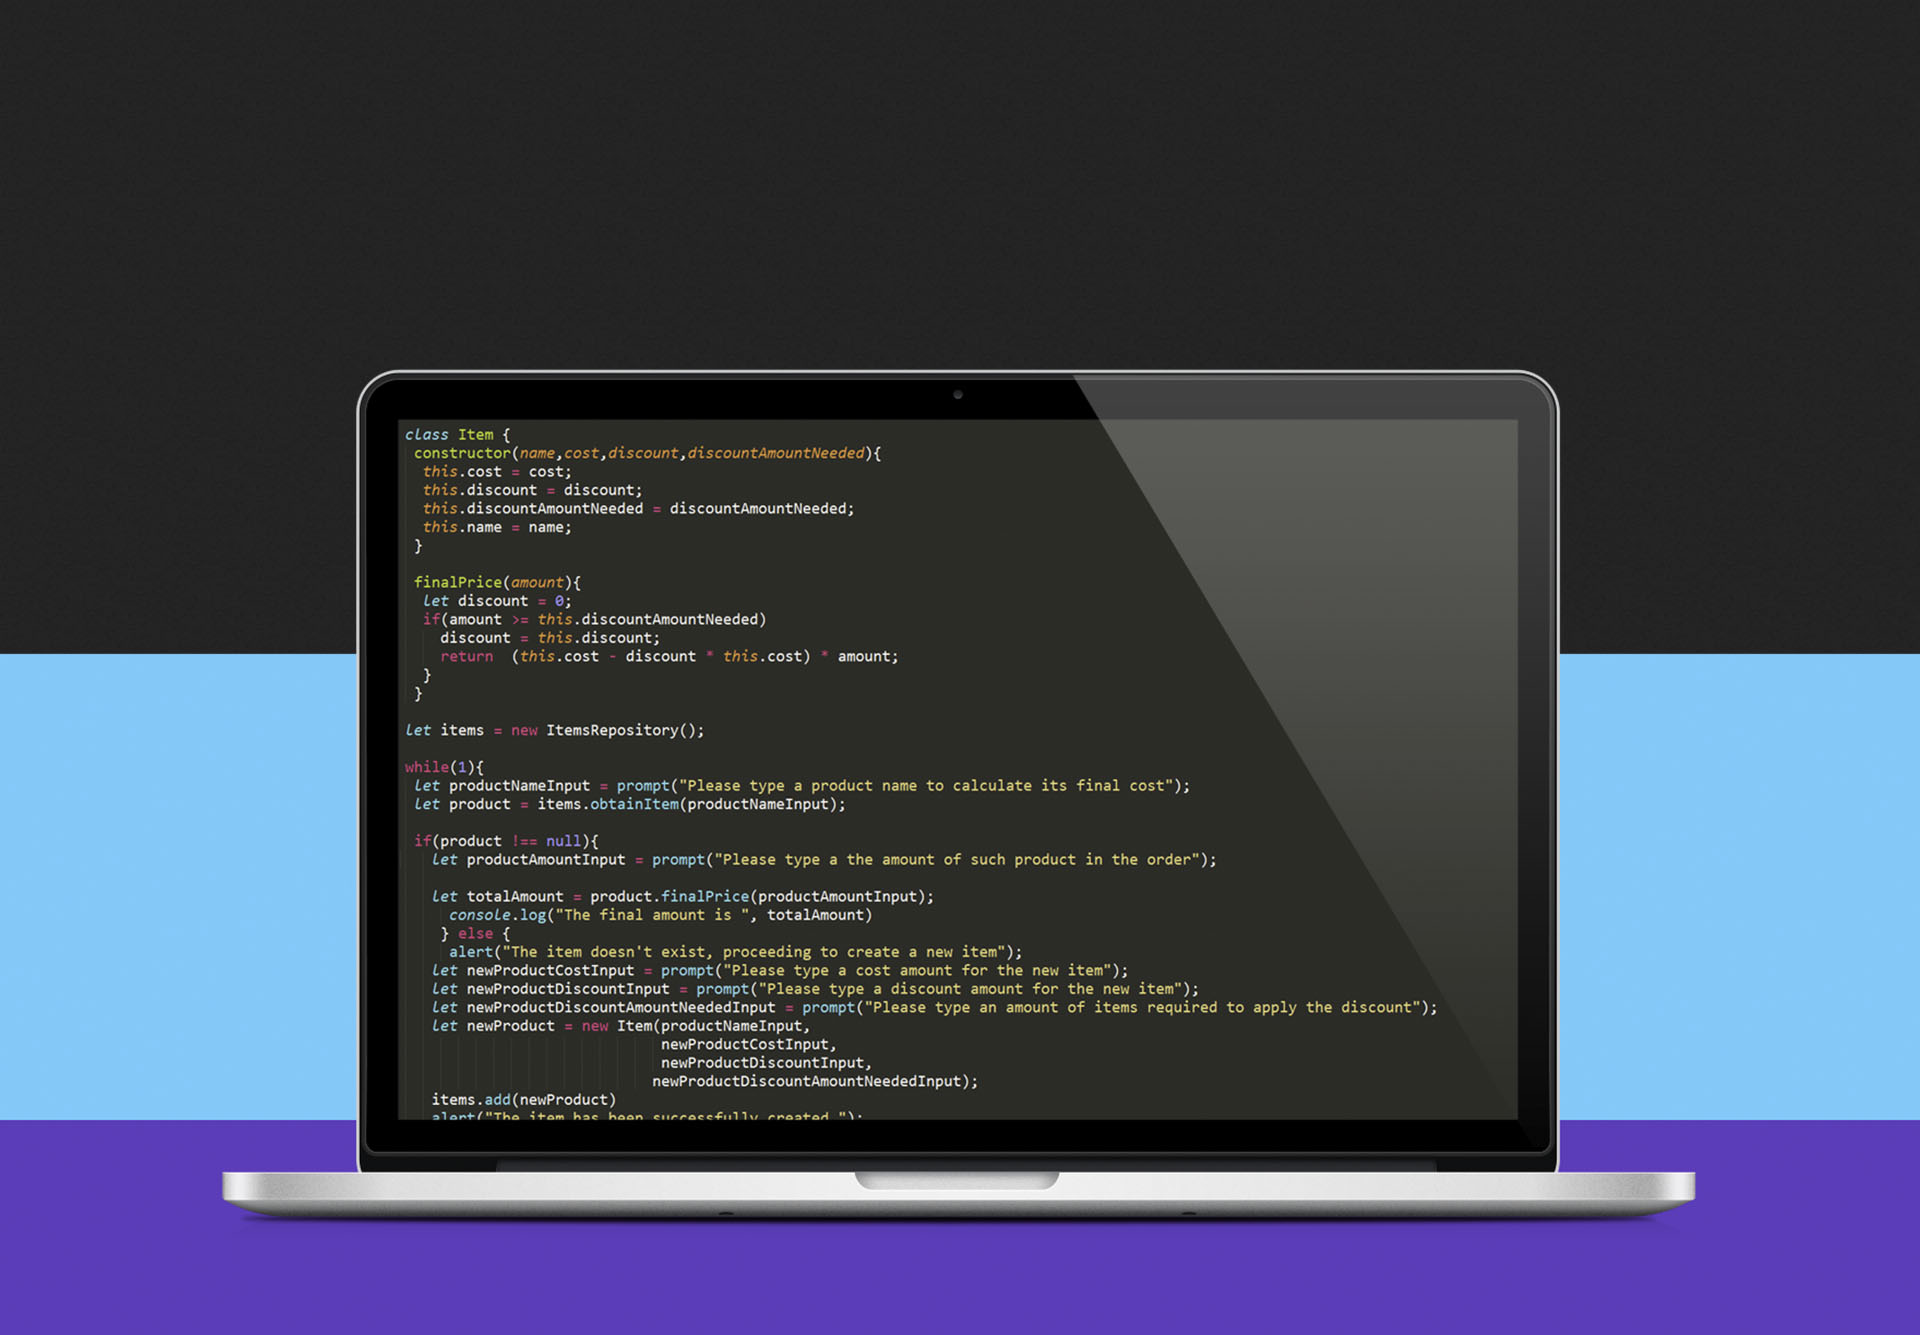 class Item {
constructor(name,cost,discount,discountAmountNeeded){
this.cost = cost;
this.discount = discount;
this.discountAmountNeeded = discountAmountNeeded;
this.name = name;
}
finalPrice(amount){
let discount = 0;
if(amount >= this.discountAmountNeeded)
discount = this.discount;
return (this.cost - discount * this.cost) * amount;
}
}
let items = new ItemsRepository();
while(1){
let productNameInput = prompt("Please type a product name to calculate its final cost");
let product = items.obtainItem(productNameInput);
if(product !== null){
let productAmountInput = prompt("Please type a the amount of such product in the order");
let totalAmount = product.finalPrice(productAmountInput);
console.log("The final amount is ", totalAmount)
} else {
alert("The item doesn't exist, proceeding to create a new item");
let newProductCostInput = prompt("Please type a cost amount for the new item");
let newProductDiscountInput = prompt("Please type a discount amount for the new item");
let newProductDiscountAmountNeededInput = prompt("Please type an amount of items required to apply the discount");
let newProduct = new Item(productNameInput,
newProductCostInput,
newProductDiscountInput,
newProductDiscountAmountNeededInput);
items.add(newProduct)
alert("The item has been successfully created ");